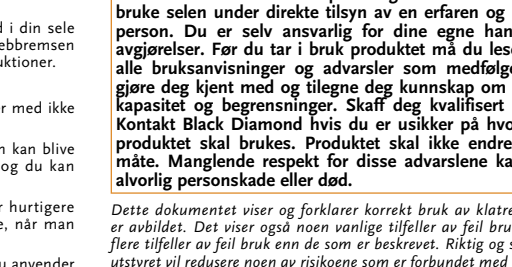 i din sele
ebbremsen
uktioner.
r med ikke
n kan blive
og du kan
r hurtigere
e, når man
u anvender
bruke selen under direkte tilsyn av en erfaren og
person. Du er selv ansvarlig for dine egne han
avgjørelser. Før du tar i bruk produktet må du lese
alle bruksanvisninger og advarsler som medfølge
gjøre deg kjent med og tilegne deg kunnskap om
kapasitet og begrensninger. Skaff deg kvalifisert
Kontakt Black Diamond hvis du er usikker på hvo
produktet skal brukes. Produktet skal ikke endre
måte. Manglende respekt for disse advarslene ka
alvorlig personskade eller død.
Dette dokumentet viser og forklarer korrekt bruk av klatre
er avbildet. Det viser også noen vanlige tilfeller av feil bru
flere tilfeller av feil bruk enn de som er beskrevet. Riktig og s
utstyret vil redusere noen av risikoene som er forbundet med